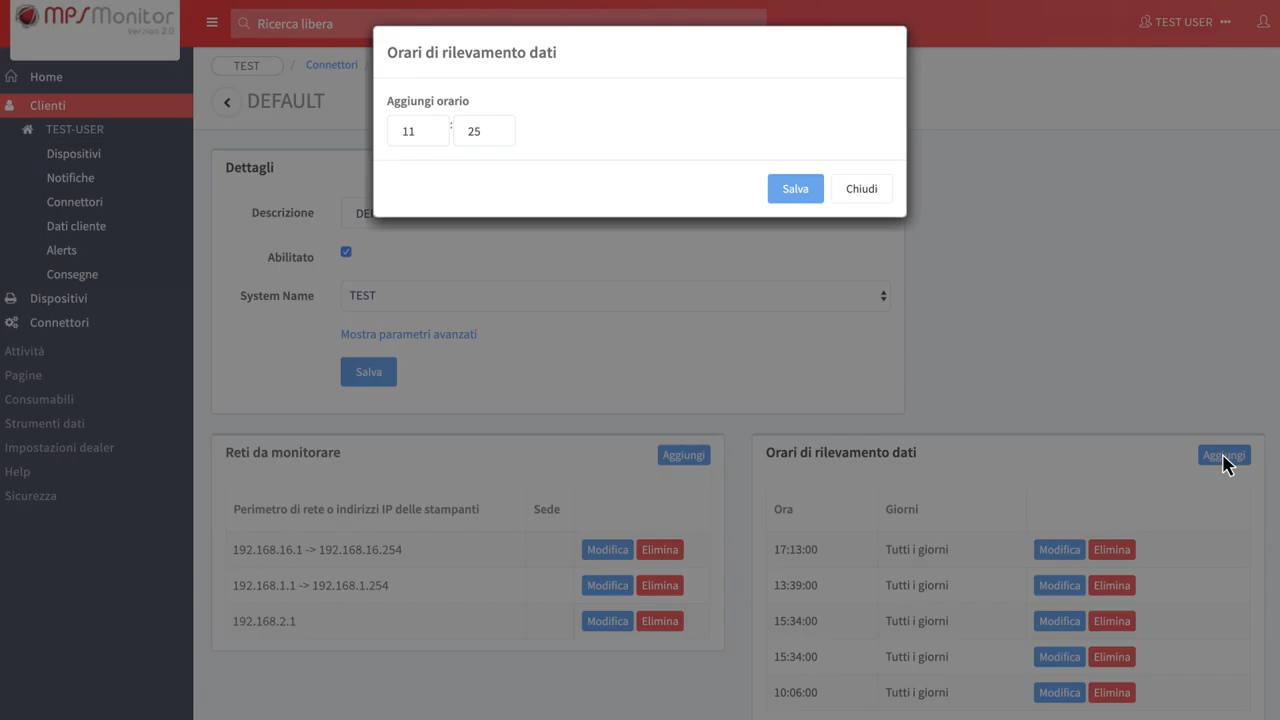 MPSMonitor
Version 2.0
Ricerca libera
TEST USER
Home
Clienti
TEST-USER
Dispositivi
Notifiche
Connettori
Dati cliente
Alerts
Consegne
Dispositivi
Connettori
Attività
Pagine
Consumabili
Strumenti dati
Impostazioni dealer
Help
Sicurezza
TEST / Connettori /
DEFAULT
Orari di rilevamento dati
Aggiungi orario
11 : 25
Salva Chiudi
Dettagli
Descrizione
Abilitato
System Name TEST
Mostra parametri avanzati
Salva
Reti da monitorare Aggiungi
Perimetro di rete o indirizzi IP delle stampanti Sede
192.168.16.1 -> 192.168.16.254 Modifica Elimina
192.168.1.1 -> 192.168.1.254 Modifica Elimina
192.168.2.1 Modifica Elimina
Orari di rilevamento dati Aggiungi
Ora Giorni
17:13:00 Tutti i giorni Modifica Elimina
13:39:00 Tutti i giorni Modifica Elimina
15:34:00 Tutti i giorni Modifica Elimina
15:34:00 Tutti i giorni Modifica Elimina
10:06:00 Tutti i giorni Modifica Elimina